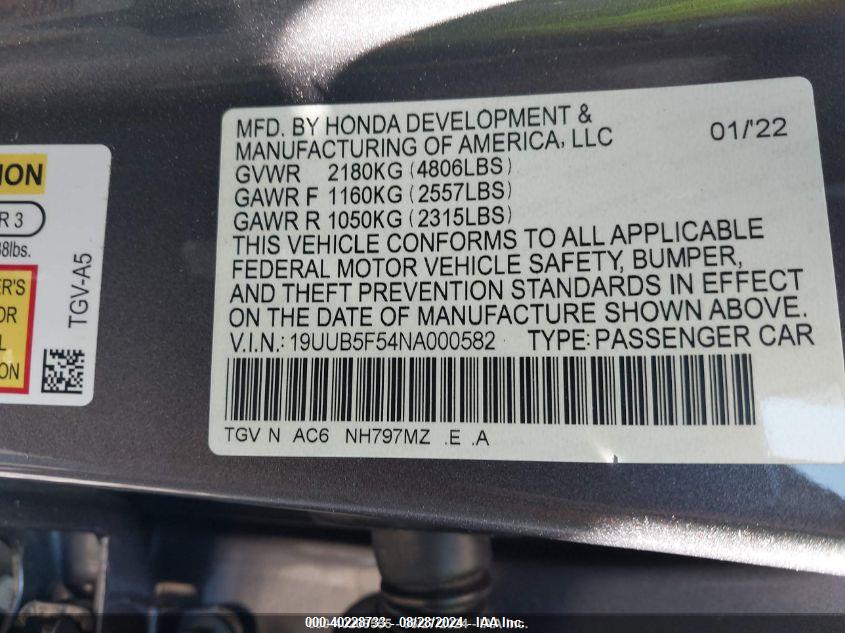 MFD. BY HONDA DEVELOPMENT &
MANUFACTURING OF AMERICA, LLC
01/'22
GVWR 2180KG (4806LBS)
GAWR F 1160KG (2557LBS)
GAWR R 1050KG (2315LBS)
THIS VEHICLE CONFORMS TO ALL APPLICABLE
FEDERAL MOTOR VEHICLE SAFETY, BUMPER,
AND THEFT PREVENTION STANDARDS IN EFFECT
ON THE DATE OF MANUFACTURE SHOWN ABOVE.
V.I.N.: 19UUB5F54NA000582 TYPE: PASSENGER CAR
TGV N AC6 NH797MZ .E .A
R 3
lbs.
TGV-A5
000-40228733 - 08/28/2024 - IAA Inc.